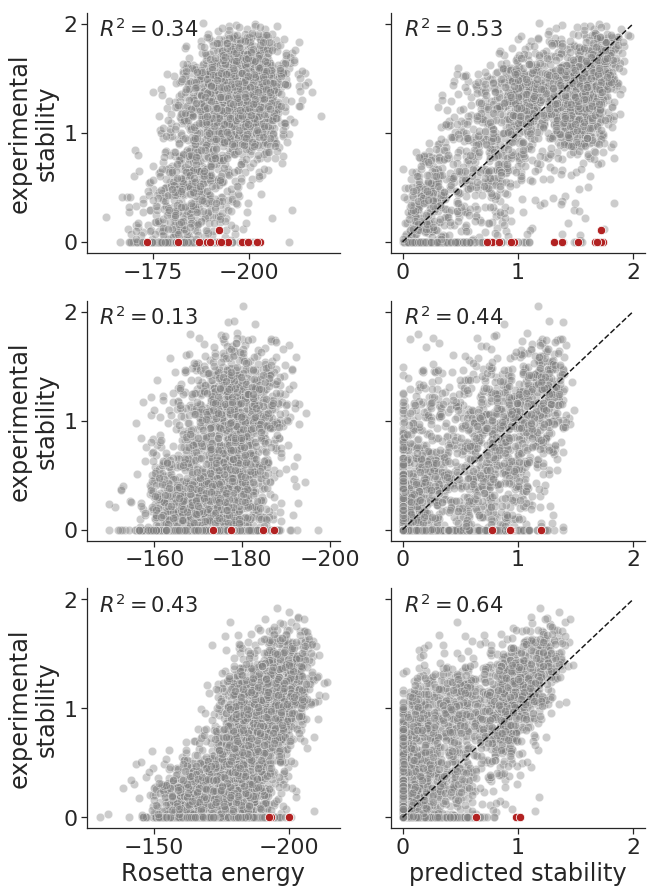 R² = 0.34
R² = 0.53
experimental
stability
2
1
0
−175
−200
0
1
2
R² = 0.13
R² = 0.44
experimental
stability
2
1
0
−160
−180
−200
0
1
2
R² = 0.43
R² = 0.64
experimental
stability
2
1
0
−150
−200
0
1
2
Rosetta energy
predicted stability